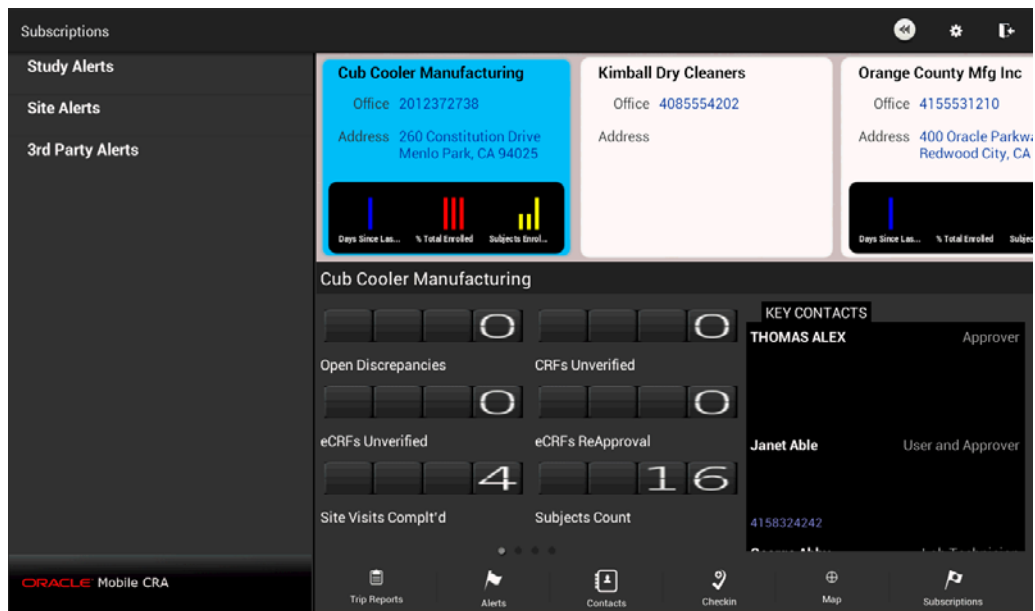 Subscriptions
Study Alerts
Site Alerts
3rd Party Alerts
Cub Cooler Manufacturing
Office 2012372738
Address 260 Constitution Drive
Menlo Park, CA 94025
Days Since Las... % Total Enrolled Subjects Enrol...
Kimball Dry Cleaners
Office 4085554202
Address
Orange County Mfg Inc
Office 4155531210
Address 400 Oracle Parkwa
Redwood City, CA
Days Since Las... % Total Enrolled Subjec
Cub Cooler Manufacturing
0 0
Open Discrepancies CRFs Unverified
0 0
eCRFs Unverified eCRFs ReApproval
4 16
Site Visits Complt'd Subjects Count
KEY CONTACTS
THOMAS ALEX Approver
Janet Able User and Approver
4158324242
ORACLE Mobile CRA
Trip Reports Alerts Contacts Checkin Map Subscriptions